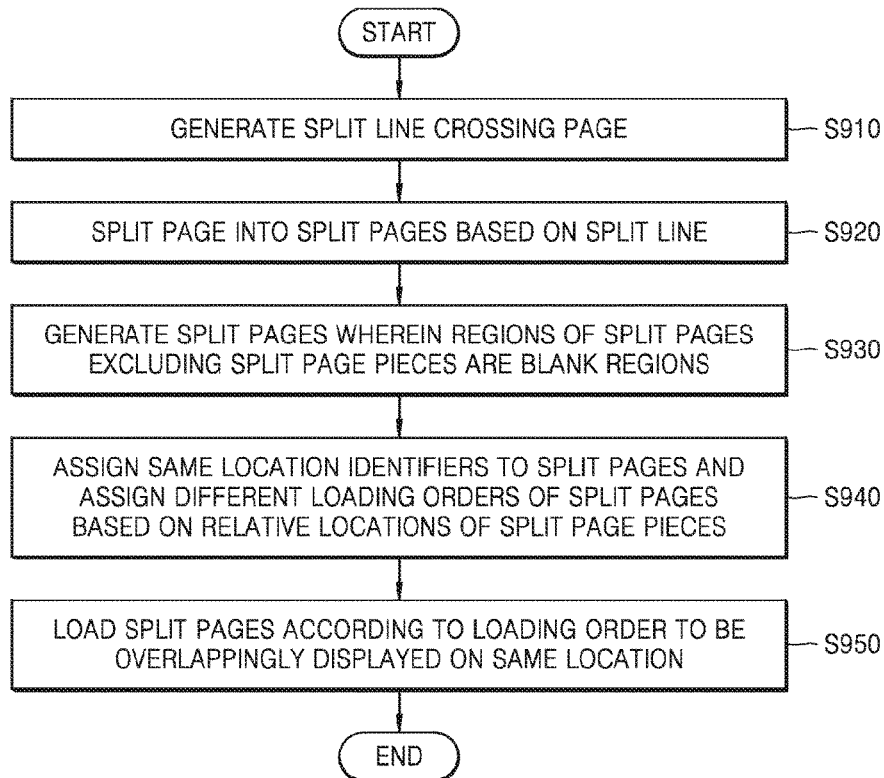 START
GENERATE SPLIT LINE CROSSING PAGE
S910
SPLIT PAGE INTO SPLIT PAGES BASED ON SPLIT LINE
S920
GENERATE SPLIT PAGES WHEREIN REGIONS OF SPLIT PAGES
EXCLUDING SPLIT PAGE PIECES ARE BLANK REGIONS
S930
ASSIGN SAME LOCATION IDENTIFIERS TO SPLIT PAGES AND
ASSIGN DIFFERENT LOADING ORDERS OF SPLIT PAGES
BASED ON RELATIVE LOCATIONS OF SPLIT PAGE PIECES
S940
LOAD SPLIT PAGES ACCORDING TO LOADING ORDER TO BE
OVERLAPPINGLY DISPLAYED ON SAME LOCATION
S950
END